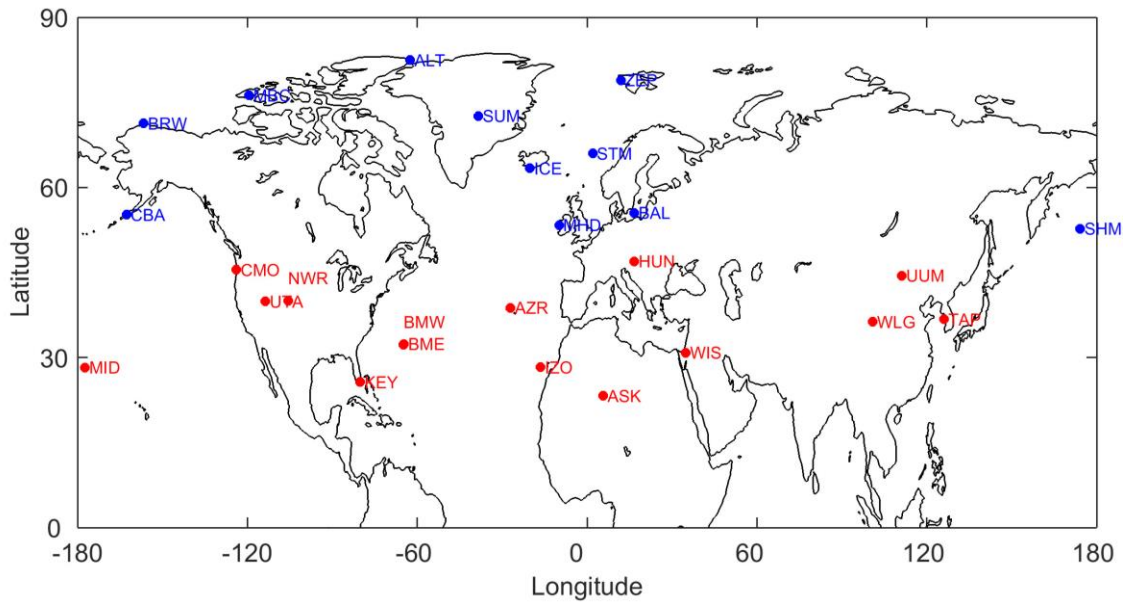 90
ALT
ZEP
MBC
SUM
BRW
STM
ICE
60
CBA
MHD
BAL
SHM
CMO
HUN
NWR
UUM
UTA
AZR
BMW
WLG
TAP
BME
WIS
30
MID
IZO
KEY
ASK
0
-180
-120
-60
0
60
120
180
Latitude
Longitude